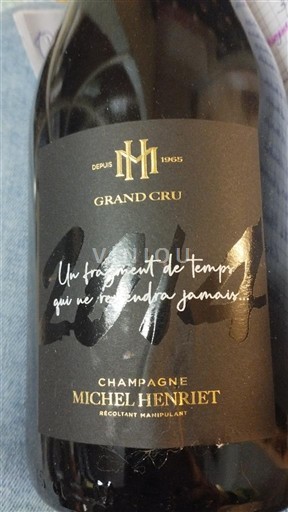 MH
DEPUIS 1965
GRAND CRU
2014
Un fragment de temps
qui ne reviendra jamais...
CHAMPAGNE
MICHEL HENRIET
RÉCOLTANT MANIPULANT